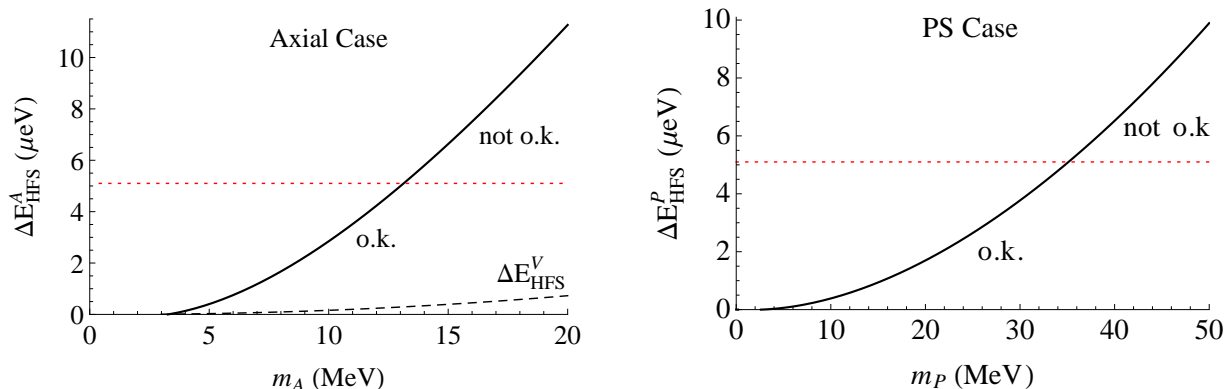 Axial Case
ΔE^A_HFS (μeV)
10
8
6
4
2
0
not o.k.
o.k.
ΔE^V_HFS
0
5
10
15
20
m_A (MeV)
PS Case
ΔE^P_HFS (μeV)
10
8
6
4
2
0
not o.k
o.k.
0
10
20
30
40
50
m_P (MeV)